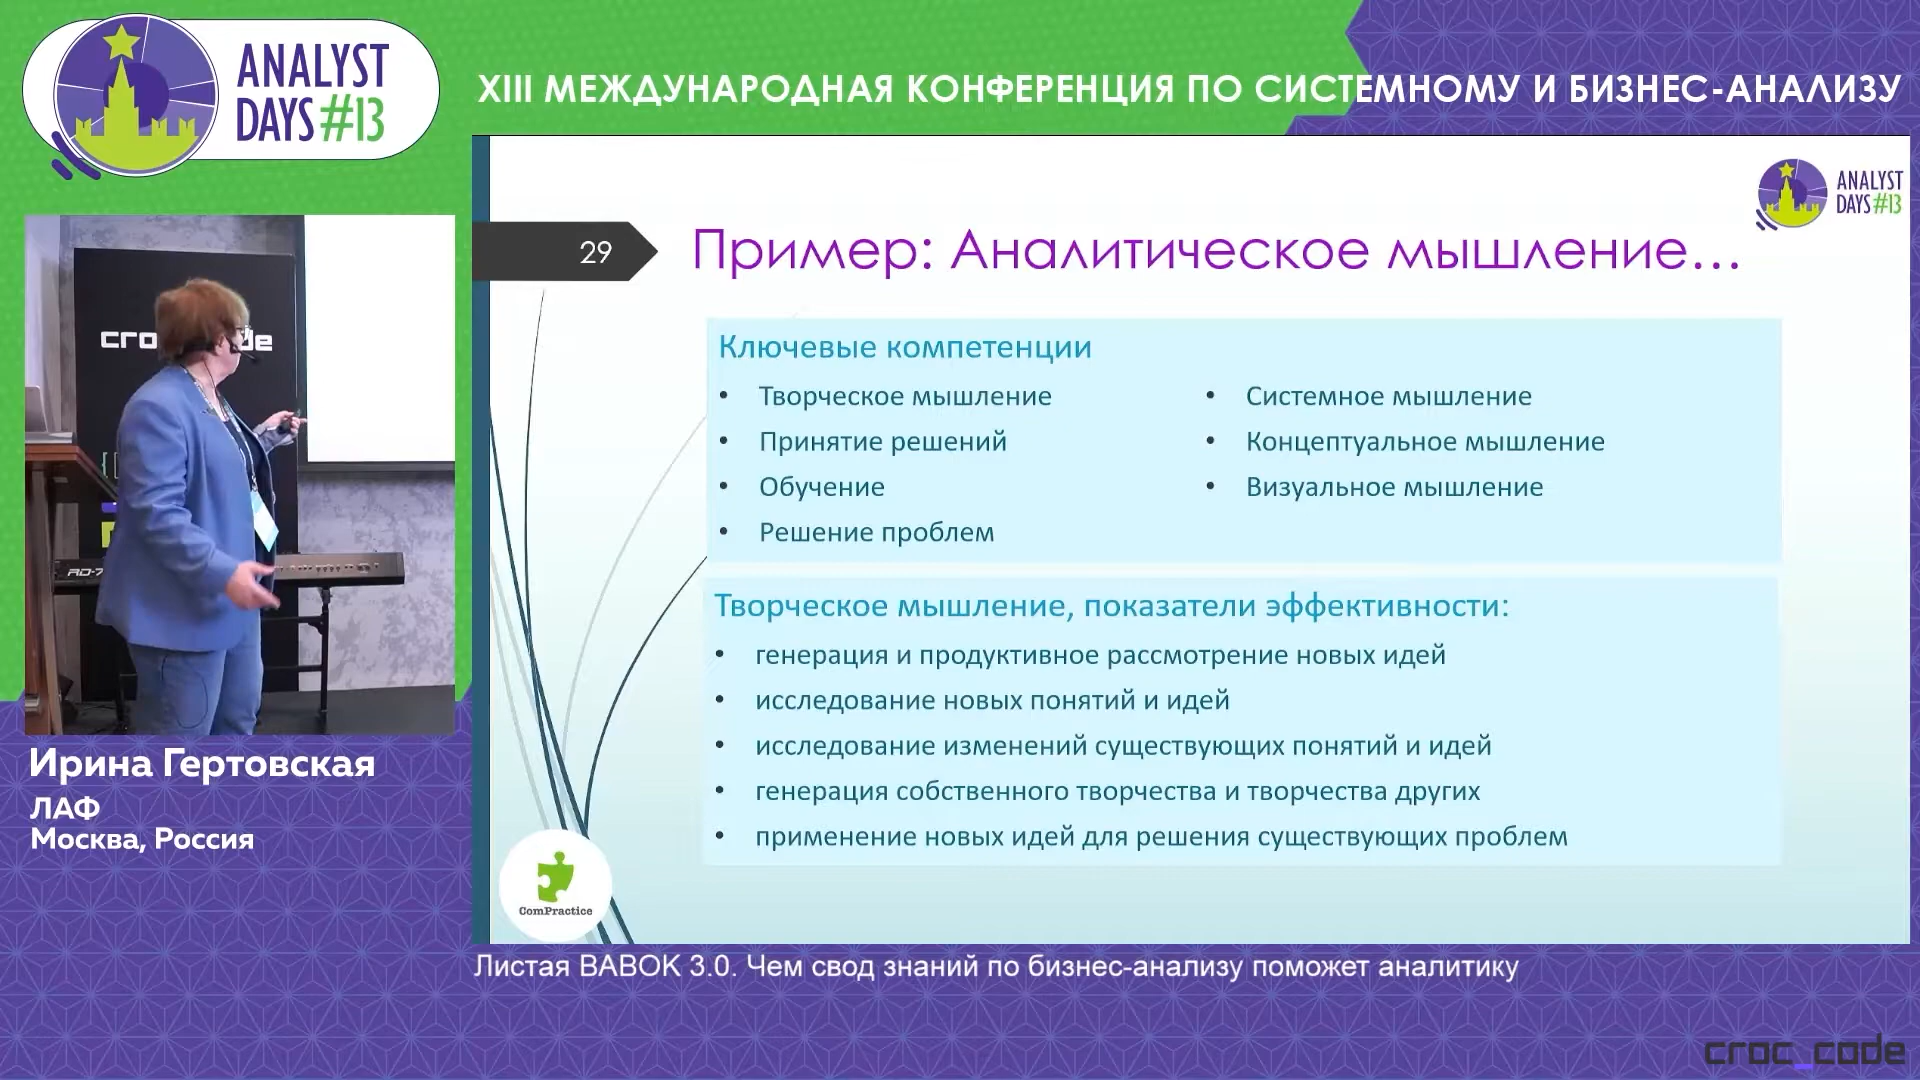 ANALYST
DAYS #13
XIII МЕЖДУНАРОДНАЯ КОНФЕРЕНЦИЯ ПО СИСТЕМНОМУ И БИЗНЕС-АНАЛИЗУ
ANALYST
DAYS #13
29
Пример: Аналитическое мышление...
Ключевые компетенции
• Творческое мышление
• Принятие решений
• Обучение
• Решение проблем
• Системное мышление
• Концептуальное мышление
• Визуальное мышление
Творческое мышление, показатели эффективности:
• генерация и продуктивное рассмотрение новых идей
• исследование новых понятий и идей
• исследование изменений существующих понятий и идей
• генерация собственного творчества и творчества других
• применение новых идей для решения существующих проблем
ComPractice
RD-7
Ирина Гертовская
ЛАФ
Москва, Россия
Листая BABOK 3.0. Чем свод знаний по бизнес-анализу поможет аналитику
croc_code